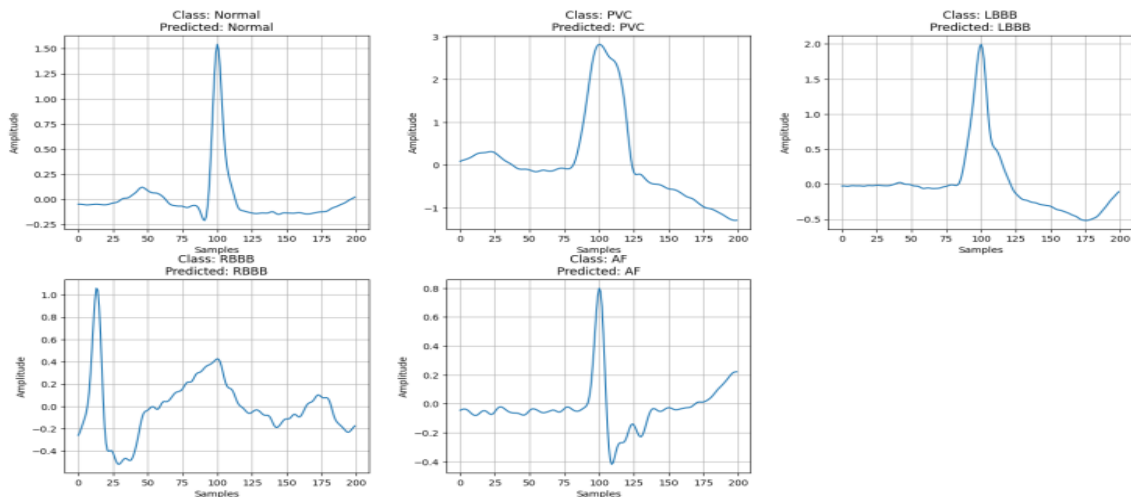 Class: Normal
Predicted: Normal
1.50
1.25
1.00
0.75
0.50
0.25
0.00
−0.25
Amplitude
0 25 50 75 100 125 150 175 200
Samples
Class: PVC
Predicted: PVC
3
2
1
0
−1
Amplitude
0 25 50 75 100 125 150 175 200
Samples
Class: LBBB
Predicted: LBBB
2.0
1.5
1.0
0.5
0.0
−0.5
Amplitude
0 25 50 75 100 125 150 175 200
Samples
Class: RBBB
Predicted: RBBB
1.0
0.8
0.6
0.4
0.2
0.0
−0.2
−0.4
Amplitude
0 25 50 75 100 125 150 175 200
Samples
Class: AF
Predicted: AF
0.8
0.6
0.4
0.2
0.0
−0.2
−0.4
Amplitude
0 25 50 75 100 125 150 175 200
Samples